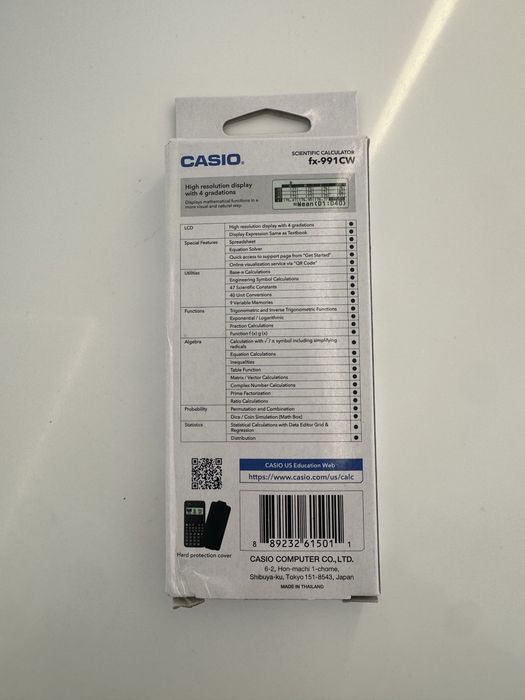 CASIO®
SCIENTIFIC CALCULATOR
fx-991CW
High resolution display
with 4 gradations
Displays mathematical functions in a
more visual and natural way.
LCD High resolution display with 4 gradations ●
Display Expression Same as Textbook ●
Special Features Spreadsheet ●
Equation Solver ●
Quick access to support page from "Get Started" ●
Online visualisation service via "QR Code" ●
Utilities Base-n Calculations ●
Engineering Symbol Calculations ●
47 Scientific Constants ●
40 Unit Conversions ●
9 Variable Memories ●
Functions Trigonometric and Inverse Trigonometric Functions ●
Exponential / Logarithmic ●
Fraction Calculations ●
Function f (x) g (x) ●
Algebra Calculation with √ / π symbol including simplifying
radicals ●
Equation Calculations ●
Inequalities ●
Table Function ●
Matrix / Vector Calculations ●
Complex Number Calculations ●
Prime Factorization ●
Ratio Calculations ●
Probability Permutation and Combination ●
Dice / Coin Simulation (Math Box) ●
Statistics Statistical Calculations with Data Editor Grid &
Regression ●
Distribution ●
CASIO US Education Web
https://www.casio.com/us/calc
Hard protection cover
8 89232 61501 1
CASIO COMPUTER CO., LTD.
6-2, Hon-machi 1-chome,
Shibuya-ku, Tokyo 151-8543, Japan
MADE IN THAILAND